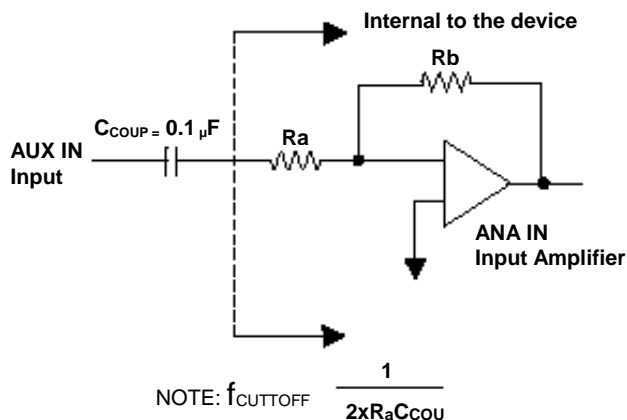 Internal to the device
Rb
CCOUP = 0.1 µF
Ra
AUX IN
Input
ANA IN
Input Amplifier
NOTE: fCUTTOFF 1
2xRaCCOU